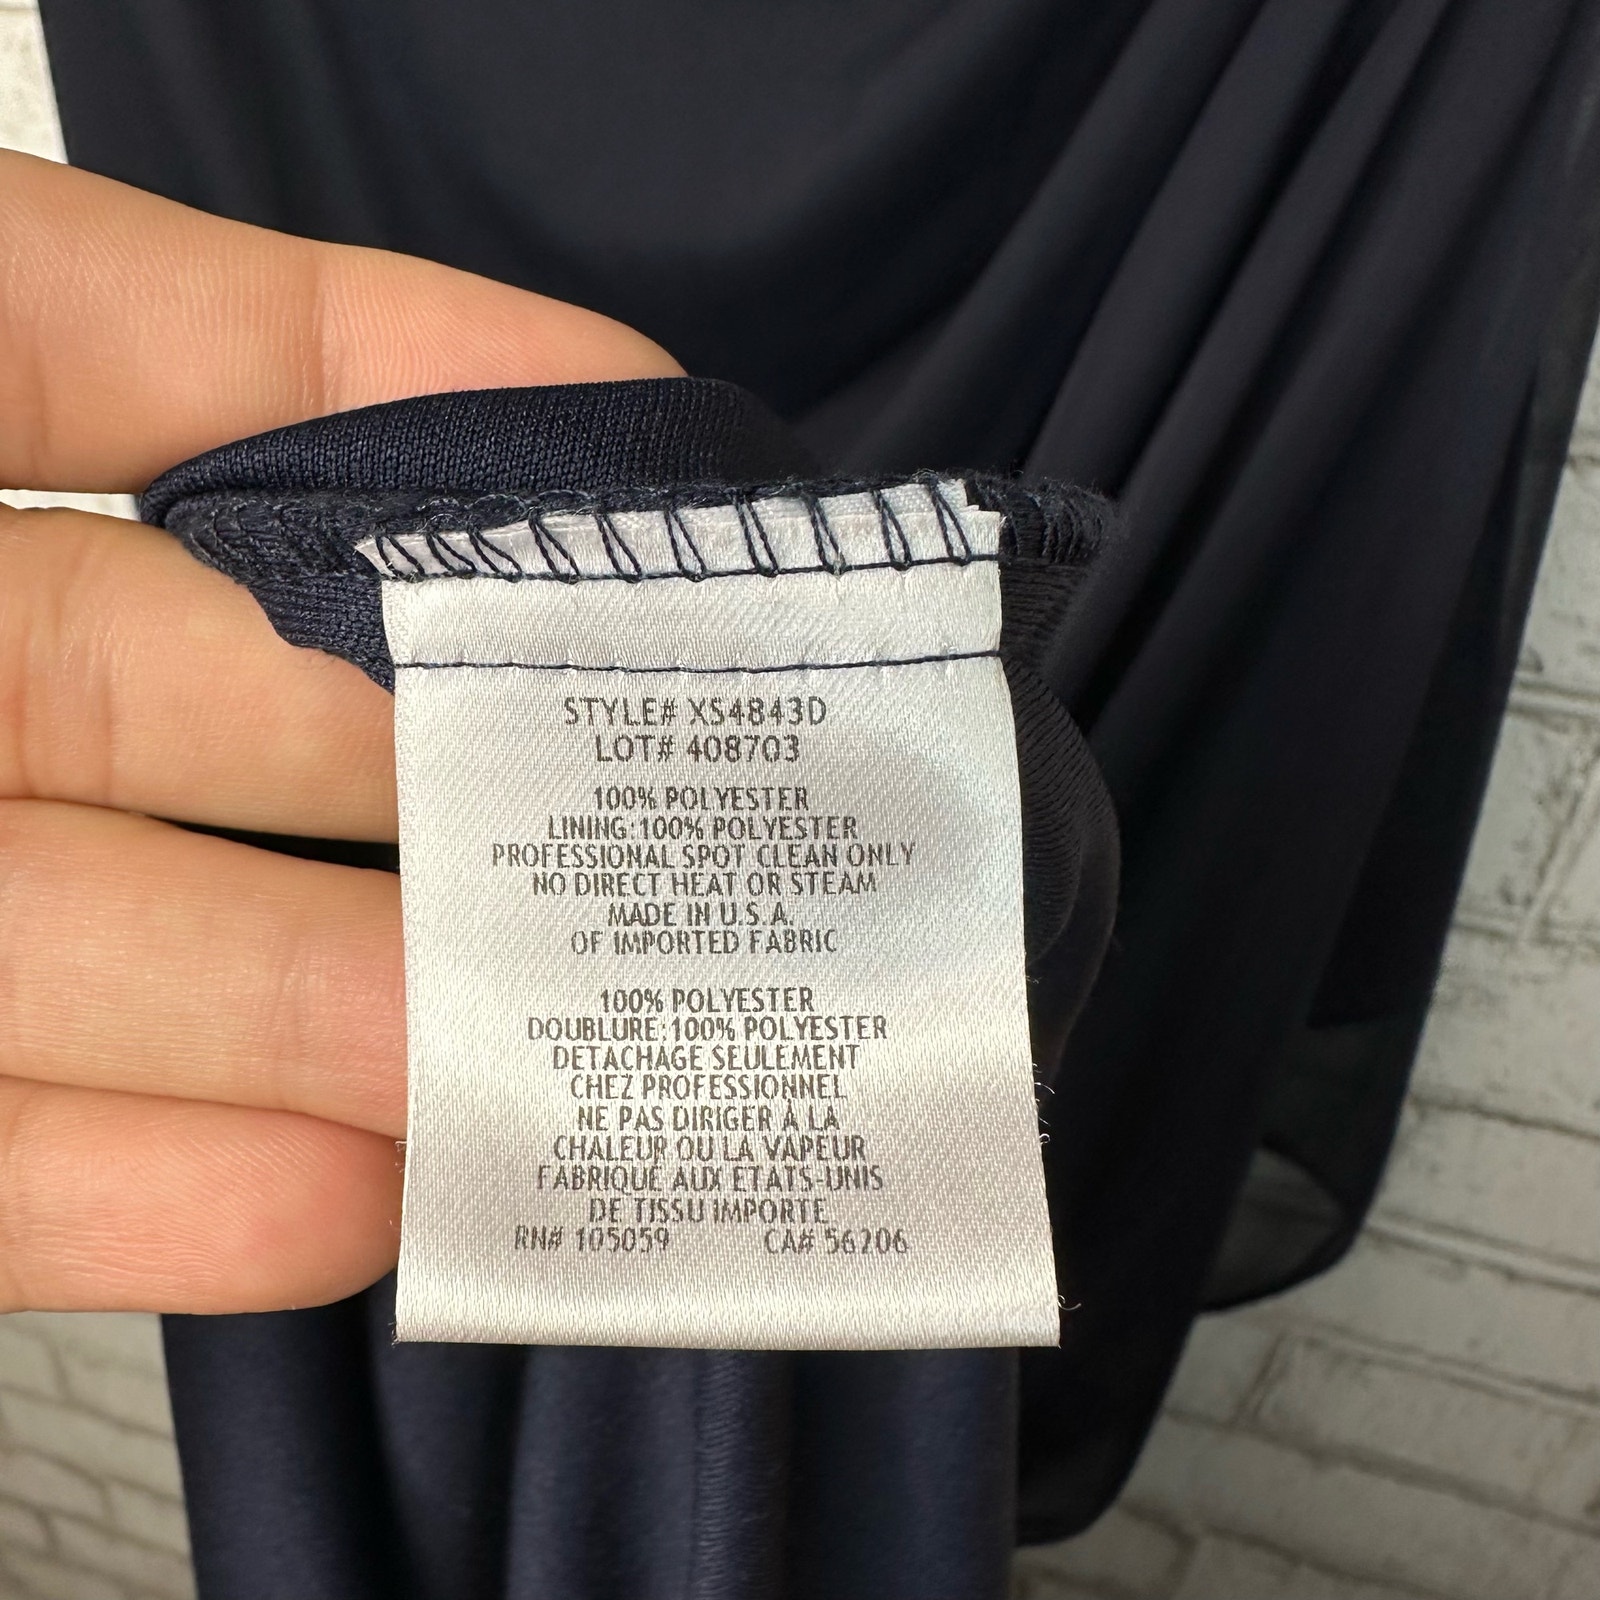 STYLE# XS4843D
LOT# 408703
100% POLYESTER
LINING:100% POLYESTER
PROFESSIONAL SPOT CLEAN ONLY
NO DIRECT HEAT OR STEAM
MADE IN U.S.A.
OF IMPORTED FABRIC
100% POLYESTER
DOUBLURE:100% POLYESTER
DETACHAGE SEULEMENT
CHEZ PROFESSIONNEL
NE PAS DIRIGER À LA
CHALEUR OU LA VAPEUR
FABRIQUÉ AUX ETATS-UNIS
DE TISSU IMPORTE
RN# 105059 CA# 56206